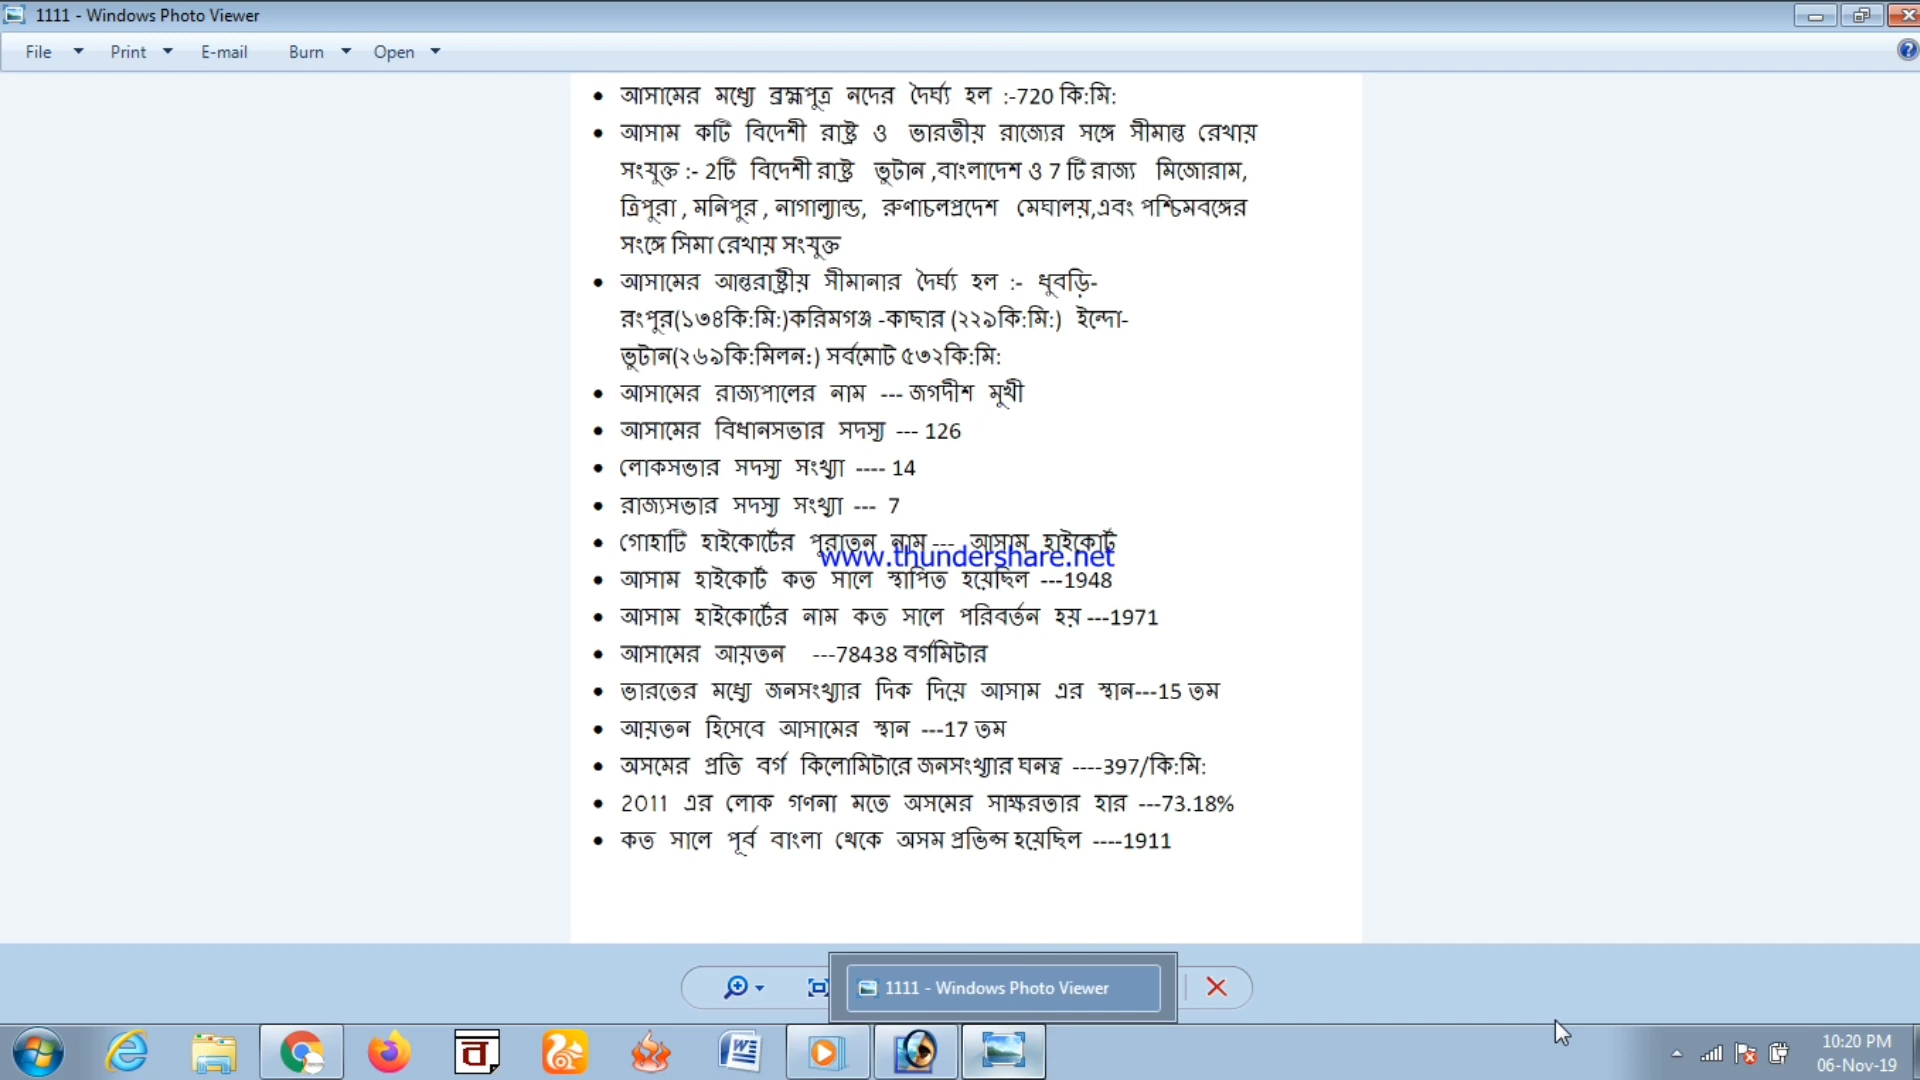 1111 - Windows Photo Viewer
File Print E-mail Burn Open
• আসামের মধ্যে ব্রহ্মপুত্র নদের দৈর্ঘ্য হল :-720 কি:মি:
• আসাম কটি বিদেশী রাষ্ট্র ও ভারতীয় রাজ্যের সঙ্গে সীমান্ত রেখায়
সংযুক্ত :- 2টি বিদেশী রাষ্ট্র ভুটান ,বাংলাদেশ ও 7 টি রাজ্য মিজোরাম,
ত্রিপুরা , মনিপুর , নাগাল্যান্ড, রুণাচলপ্রদেশ মেঘালয়,এবং পশ্চিমবঙ্গের
সংঙ্গে সিমা রেখায় সংযুক্ত
• আসামের আন্তরাষ্ট্রীয় সীমানার দৈর্ঘ্য হল :- ধুবড়ি-
রংপুর(১৩৪কি:মি:)করিমগঞ্জ -কাছার (২২৯কি:মি:) ইন্দো-
ভুটান(২৬৯কি:মিলন:) সর্বমোট ৫৩২কি:মি:
• আসামের রাজ্যপালের নাম --- জগদীশ মুখী
• আসামের বিধানসভার সদস্য --- 126
• লোকসভার সদস্য সংখ্যা ---- 14
• রাজ্যসভার সদস্য সংখ্যা --- 7
• গোহাটি হাইকোর্টের পুরাতন নাম --- আসাম হাইকোর্ট
www.thundershare.net
• আসাম হাইকোর্ট কত সালে স্থাপিত হয়েছিল ---1948
• আসাম হাইকোর্টের নাম কত সালে পরিবর্তন হয় ---1971
• আসামের আয়তন ---78438 বর্গমিটার
• ভারতের মধ্যে জনসংখ্যার দিক দিয়ে আসাম এর স্থান---15 তম
• আয়তন হিসেবে আসামের স্থান ---17 তম
• অসমের প্রতি বর্গ কিলোমিটারে জনসংখ্যার ঘনত্ব ----397/কি:মি:
• 2011 এর লোক গণনা মতে অসমের সাক্ষরতার হার ---73.18%
• কত সালে পূর্ব বাংলা থেকে অসম প্রভিন্স হয়েছিল ----1911
1111 - Windows Photo Viewer
10:20 PM
06-Nov-19